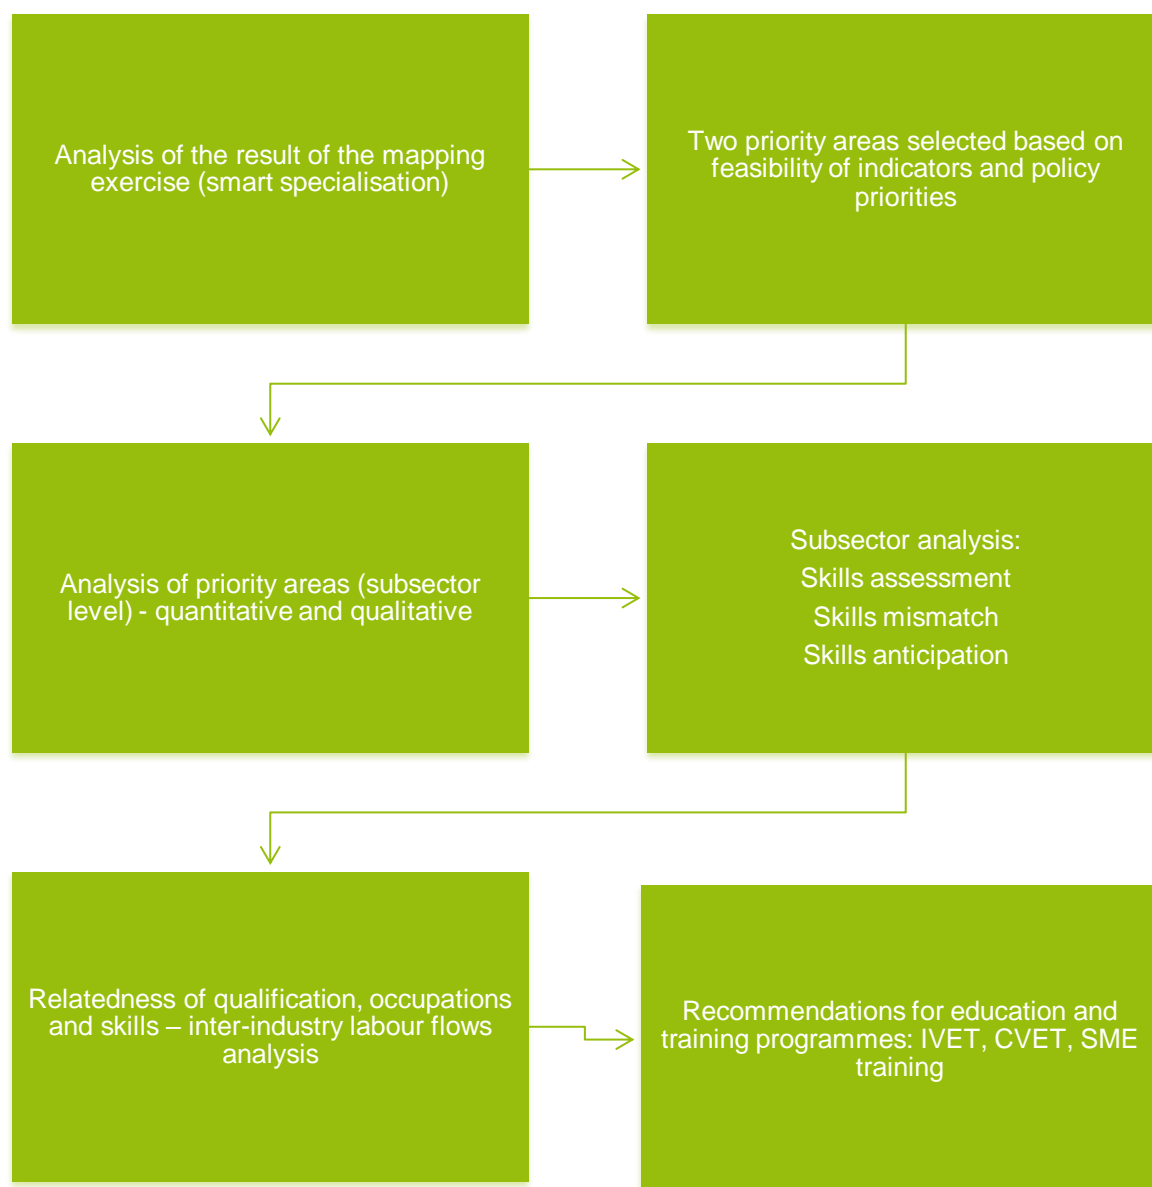 Analysis of the result of the mapping
exercise (smart specialisation)
Two priority areas selected based on
feasibility of indicators and policy
priorities
Analysis of priority areas (subsector
level) - quantitative and qualitative
Subsector analysis:
Skills assessment
Skills mismatch
Skills anticipation
Relatedness of qualification, occupations
and skills – inter-industry labour flows
analysis
Recommendations for education and
training programmes: IVET, CVET, SME
training